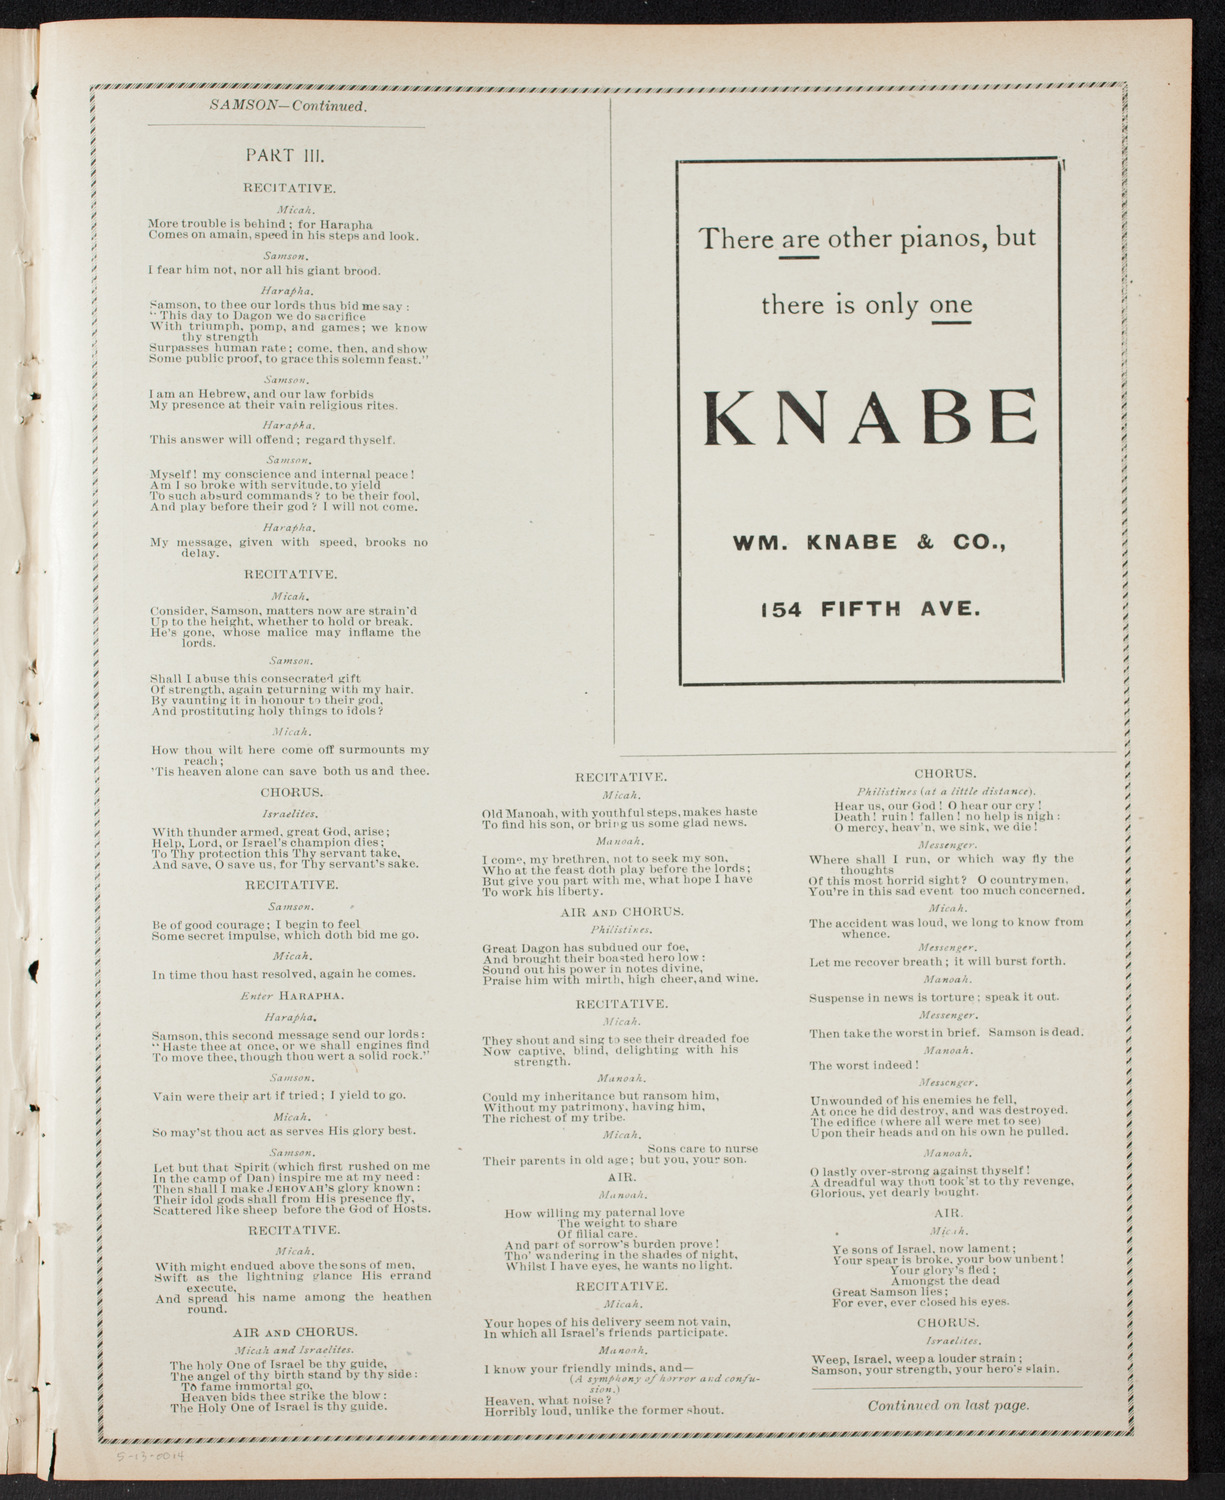 SAMSON—Continued.
PART III.
RECITATIVE.
Micah.
More trouble is behind; for Harapha
Comes on amain, speed in his steps and look.
Samson.
I fear him not, nor all his giant brood.
Harapha.
Samson, to thee our lords thus bid me say:
"This day to Dagon we do sacrifice
With triumph, pomp, and games; we know
thy strength
Surpasses human rate; come, then, and show
Some public proof, to grace this solemn feast."
Samson.
I am an Hebrew, and our law forbids
My presence at their vain religious rites.
Harapha.
This answer will offend; regard thyself.
Samson.
Myself! my conscience and internal peace!
Am I so broke with servitude, to yield
To such absurd commands? to be their fool,
And play before their god? I will not come.
Harapha.
My message, given with speed, brooks no
delay.
RECITATIVE.
Micah.
Consider, Samson, matters now are strain'd
Up to the height, whether to hold or break.
He's gone, whose malice may inflame the
lords.
Samson.
Shall I abuse this consecrated gift
Of strength, again returning with my hair.
By vaunting it in honour to their god,
And prostituting holy things to idols?
Micah.
How thou wilt here come off surmounts my
reach;
'Tis heaven alone can save both us and thee.
CHORUS.
Israelites.
With thunder armed, great God, arise;
Help, Lord, or Israel's champion dies;
To Thy protection this Thy servant take,
And save, O save us, for Thy servant's sake.
RECITATIVE.
Samson.
Be of good courage; I begin to feel
Some secret impulse, which doth bid me go.
Micah.
In time thou hast resolved, again he comes.
Enter HARAPHA.
Harapha.
Samson, this second message send our lords:
"Haste thee at once, or we shall engines find
To move thee, though thou wert a solid rock."
Samson.
Vain were their art if tried; I yield to go.
Micah.
So may'st thou act as serves His glory best.
Samson.
Let but that Spirit (which first rushed on me
In the camp of Dan) inspire me at my need:
Then shall I make JEHOVAH'S glory known:
Their idol gods shall from His presence fly,
Scattered like sheep before the God of Hosts.
RECITATIVE.
Micah.
With might endued above the sons of men,
Swift as the lightning glance His errand
execute,
And spread his name among the heathen
round.
AIR AND CHORUS.
Micah and Israelites.
The holy One of Israel be thy guide,
The angel of thy birth stand by thy side:
To fame immortal go,
Heaven bids thee strike the blow:
The Holy One of Israel is thy guide.
There are other pianos, but
there is only one
KNABE
WM. KNABE & CO.,
154 FIFTH AVE.
RECITATIVE.
Micah.
Old Manoah, with youthful steps, makes haste
To find his son, or bring us some glad news.
Manoah.
I come, my brethren, not to seek my son,
Who at the feast doth play before the lords;
But give you part with me, what hope I have
To work his liberty.
AIR AND CHORUS.
Philistines.
Great Dagon has subdued our foe,
And brought their boasted hero low:
Sound out his power in notes divine,
Praise him with mirth, high cheer, and wine.
RECITATIVE.
Micah.
They shout and sing to see their dreaded foe
Now captive, blind, delighting with his
strength.
Manoah.
Could my inheritance but ransom him,
Without my patrimony, having him,
The richest of my tribe.
Micah.
Sons care to nurse
Their parents in old age; but you, your son.
AIR.
Manoah.
How willing my paternal love
The weight to share
Of filial care.
And part of sorrow's burden prove!
Tho' wandering in the shades of night,
Whilst I have eyes, he wants no light.
RECITATIVE.
Micah.
Your hopes of his delivery seem not vain,
In which all Israel's friends participate.
Manoah.
I know your friendly minds, and—
(A symphony of horror and confu-
sion.)
Heaven, what noise?
Horribly loud, unlike the former shout.
CHORUS.
Philistines (at a little distance).
Hear us, our God! O hear our cry!
Death! ruin! fallen! no help is nigh:
O mercy, heav'n, we sink, we die!
Messenger.
Where shall I run, or which way fly the
thoughts
Of this most horrid sight? O countrymen,
You're in this sad event too much concerned.
Micah.
The accident was loud, we long to know from
whence.
Messenger.
Let me recover breath; it will burst forth.
Manoah.
Suspense in news is torture; speak it out.
Messenger.
Then take the worst in brief. Samson is dead.
Manoah.
The worst indeed!
Messenger.
Unwounded of his enemies he fell,
At once he did destroy, and was destroyed.
The edifice (where all were met to see)
Upon their heads and on his own he pulled.
Manoah.
O lastly over-strong against thyself!
A dreadful way thou took'st to thy revenge,
Glorious, yet dearly bought.
AIR.
Micah.
Ye sons of Israel, now lament;
Your spear is broke, your bow unbent!
Your glory's fled;
Amongst the dead
Great Samson lies;
For ever, ever closed his eyes.
CHORUS.
Israelites.
Weep, Israel, weep a louder strain;
Samson, your strength, your hero's slain.
Continued on last page.
5-13-0014